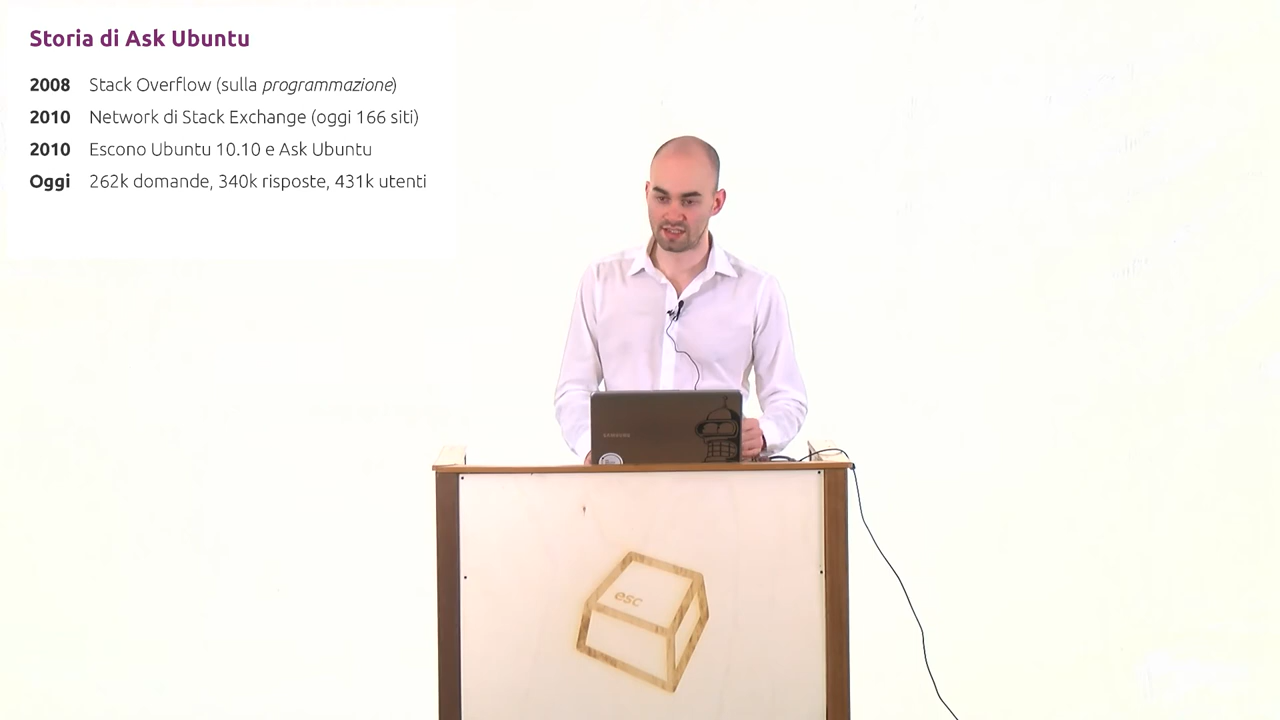 Storia di Ask Ubuntu
2008 Stack Overflow (sulla programmazione)
2010 Network di Stack Exchange (oggi 166 siti)
2010 Escono Ubuntu 10.10 e Ask Ubuntu
Oggi 262k domande, 340k risposte, 431k utenti
SAMSUNG
esc